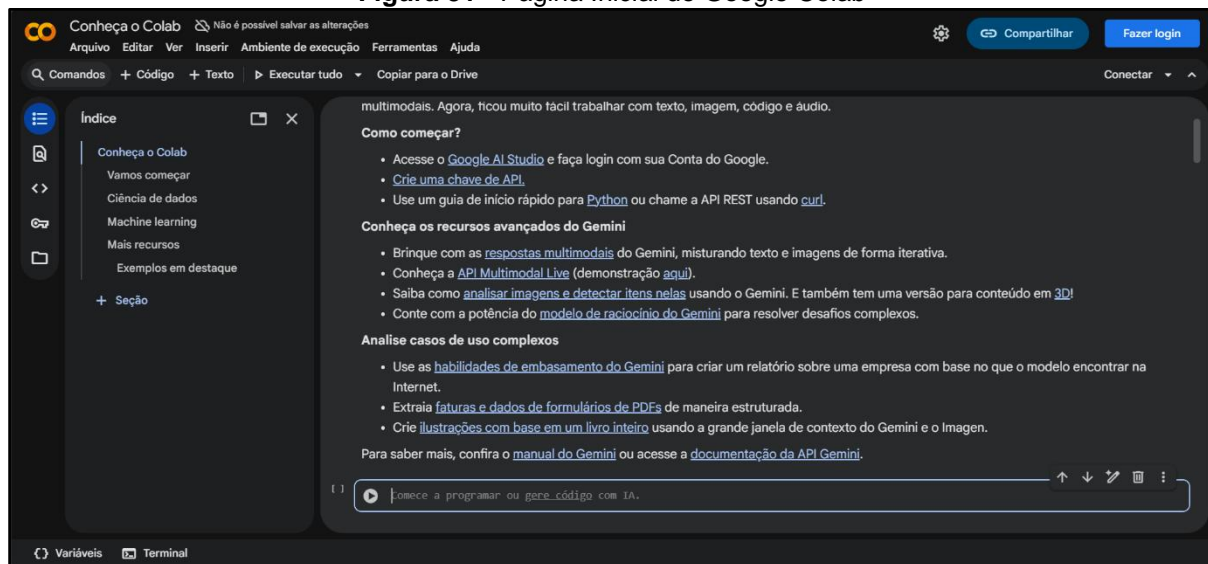 Página Inicial do Google Colab
Conheça o Colab Não é possível salvar as alterações
Arquivo Editar Ver Inserir Ambiente de execução Ferramentas Ajuda
Compartilhar
Fazer login
Comandos + Código + Texto Executar tudo Copiar para o Drive
Conectar
Índice
Conheça o Colab
Vamos começar
Ciência de dados
Machine learning
Mais recursos
Exemplos em destaque
+ Seção
multimodais. Agora, ficou muito fácil trabalhar com texto, imagem, código e áudio.
Como começar?
• Acesse o Google AI Studio e faça login com sua Conta do Google.
• Crie uma chave de API.
• Use um guia de início rápido para Python ou chame a API REST usando curl.
Conheça os recursos avançados do Gemini
• Brinque com as respostas multimodais do Gemini, misturando texto e imagens de forma iterativa.
• Conheça a API Multimodal Live (demonstração aqui).
• Saiba como analisar imagens e detectar itens nelas usando o Gemini. E também tem uma versão para conteúdo em 3D!
• Conte com a potência do modelo de raciocínio do Gemini para resolver desafios complexos.
Analise casos de uso complexos
• Use as habilidades de embasamento do Gemini para criar um relatório sobre uma empresa com base no que o modelo encontrar na
Internet.
• Extraia faturas e dados de formulários de PDFs de maneira estruturada.
• Crie ilustrações com base em um livro inteiro usando a grande janela de contexto do Gemini e o Imagen.
Para saber mais, confira o manual do Gemini ou acesse a documentação da API Gemini.
[ ] Comece a programar ou gere código com IA.
{} Variáveis Terminal